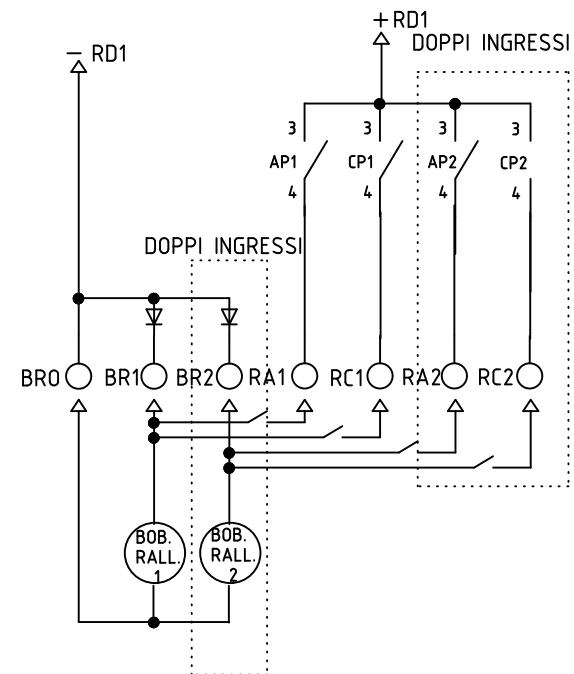 + RD1
DOPPI INGRESSI
− RD1
3
3
3
3
AP1
CP1
AP2
CP2
4
4
4
4
DOPPI INGRESSI
BR0
BR1
BR2
RA1
RC1
RA2
RC2
BOB.
RALL.
1
BOB.
RALL.
2